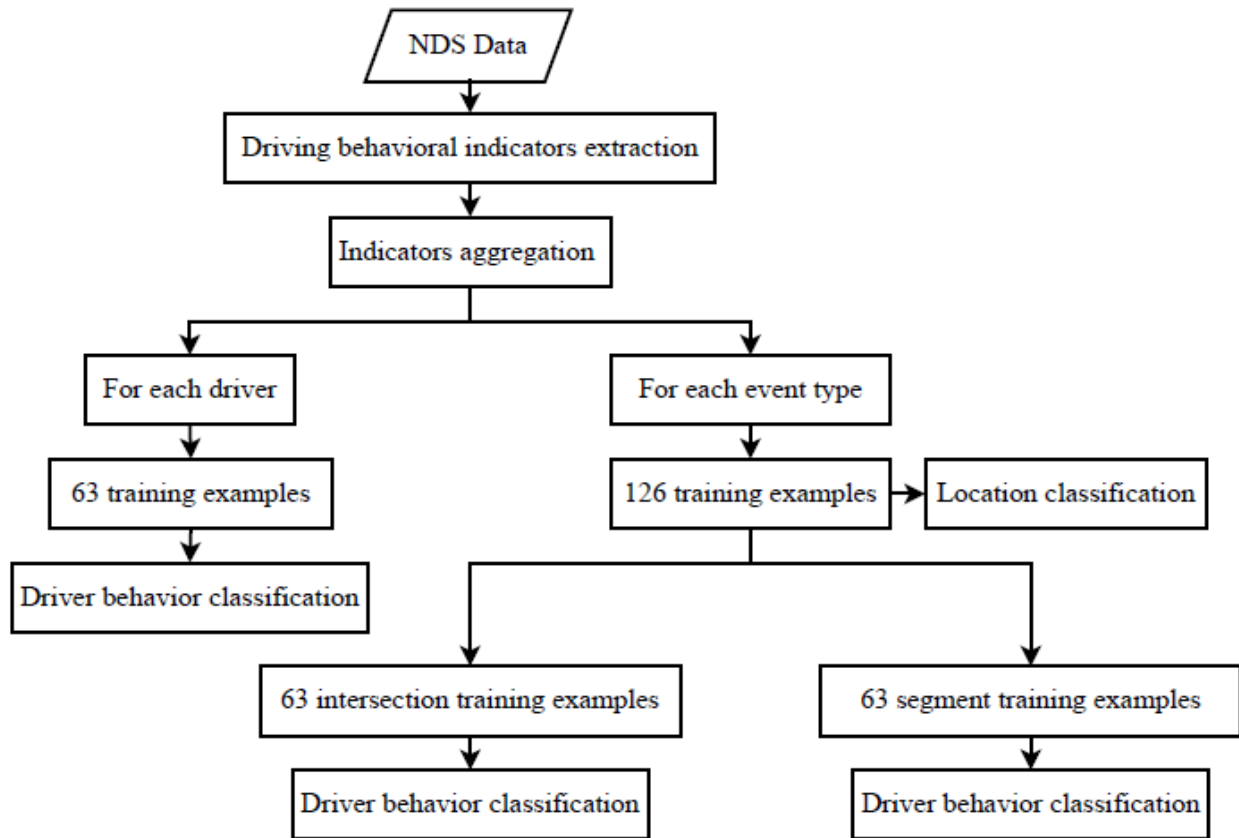 NDS Data
Driving behavioral indicators extraction
Indicators aggregation
For each driver
For each event type
63 training examples
126 training examples
Location classification
Driver behavior classification
63 intersection training examples
63 segment training examples
Driver behavior classification
Driver behavior classification